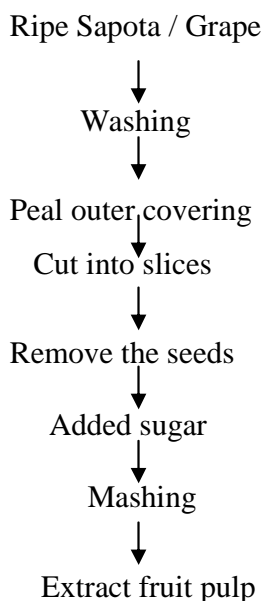 Ripe Sapota / Grape
Washing
Peal outer covering
Cut into slices
Remove the seeds
Added sugar
Mashing
Extract fruit pulp